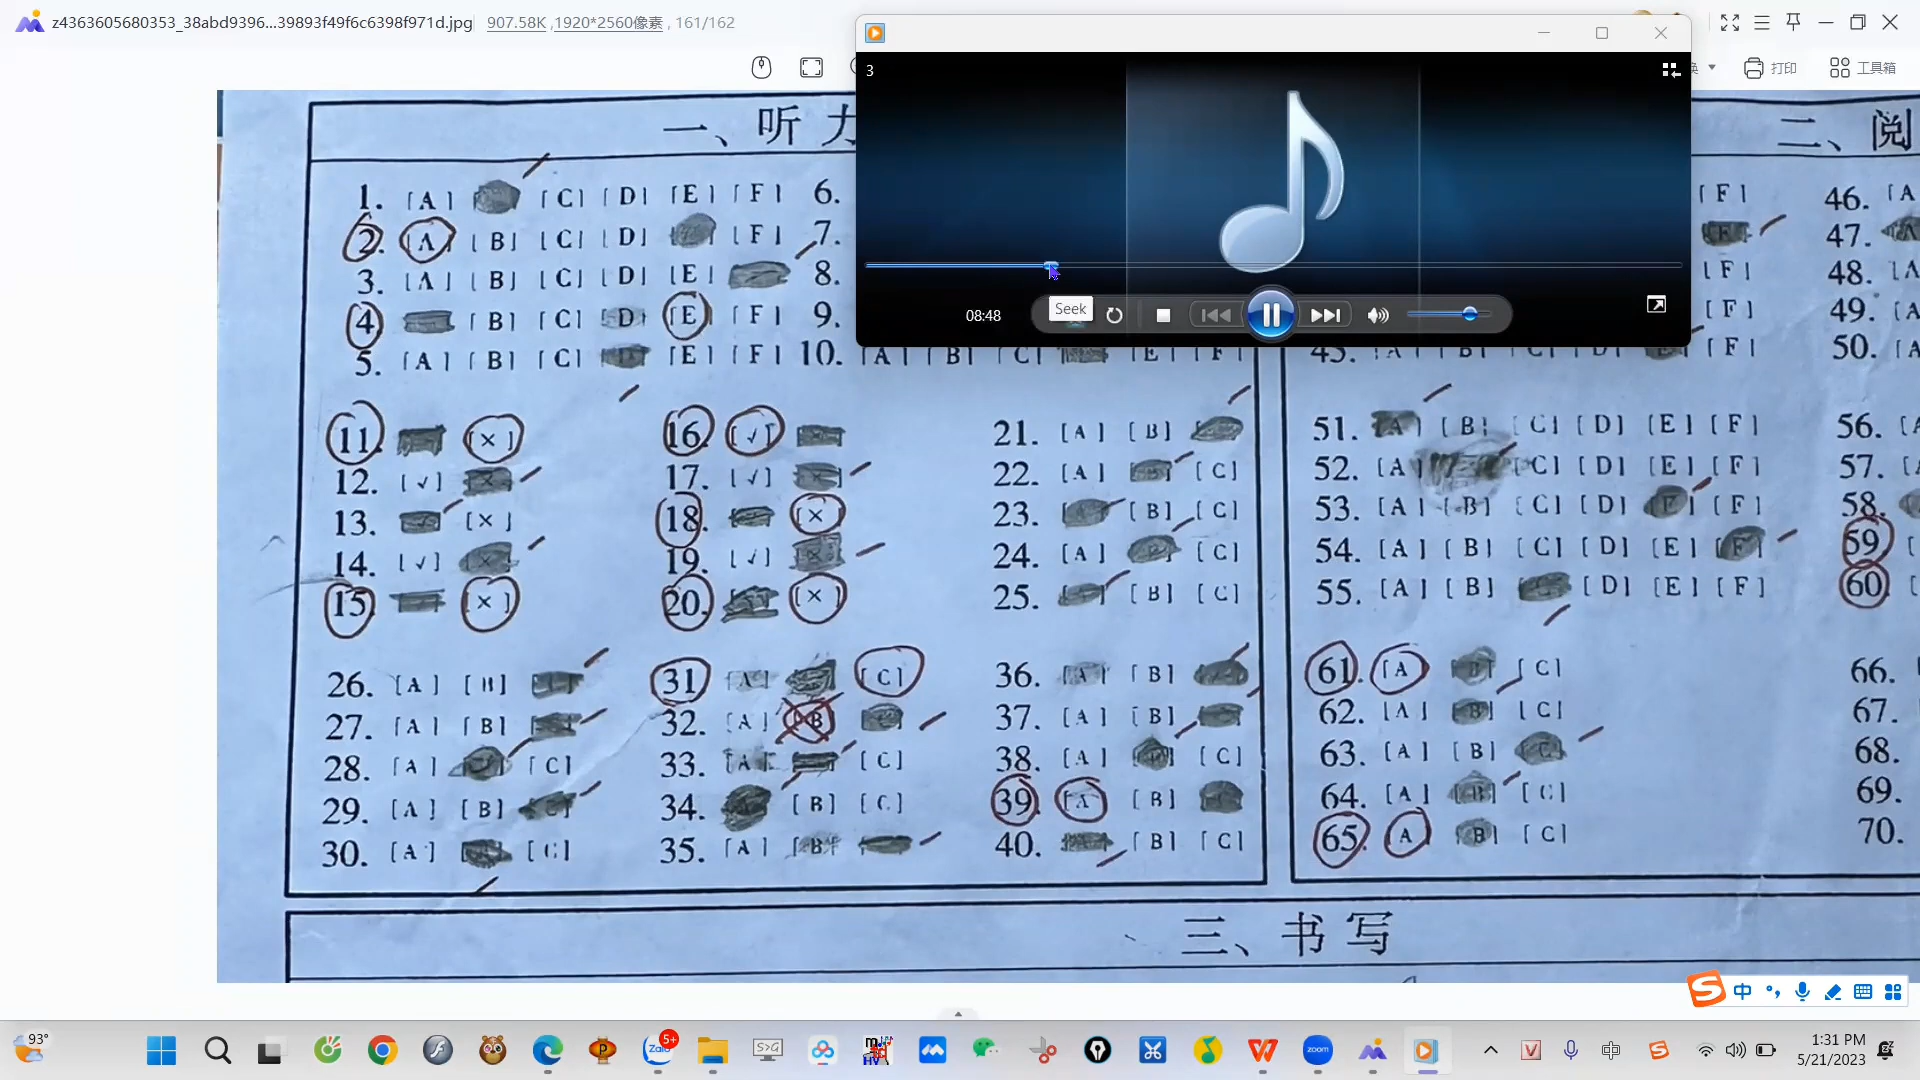 z4363605680353_38abd9396...39893f49f6c6398f971d.jpg 907.58K ,1920*2560像素 , 161/162
3
打印
工具箱
一、听力
二、阅
08:48
Seek
1. [A] [C] [D] [E] [F] 6.
2. [A] [B] [C] [D] [F] 7.
3. [A] [B] [C] [D] [E] 8.
4. [B] [C] [D] [E] [F] 9.
5. [A] [B] [C] [E] [F] 10. [A] [B] [C] [E] [F]
[F] 46. [A
47. [A
[F] 48. [A
[F] 49. [A
45. [A] [B] [C] [D] [F] 50. [A
11. [×] 16. [√] 21. [A] [B]
12. [√] [×] 17. [√] [×] 22. [A] [B] [C]
13. [×] 18. [×] 23. [B] [C]
14. [√] [×] 19. [√] [×] 24. [A] [B] [C]
15. [×] 20. [×] 25. [B] [C]
51. [A] [B] [C] [D] [E] [F] 56.
52. [A] [C] [D] [E] [F] 57.
53. [A] [B] [C] [D] [E] [F] 58.
54. [A] [B] [C] [D] [E] [F] 59.
55. [A] [B] [D] [E] [F] 60.
26. [A] [B] 31. [A] [C] 36. [A] [B]
27. [A] [B] 32. [A] [B] [C] 37. [A] [B] [C]
28. [A] [C] 33. [A] [C] 38. [A] [B] [C]
29. [A] [B] [C] 34. [B] [C] 39. [A] [B]
30. [A] [B] [C] 35. [A] [B] 40. [B] [C]
61. [A] [B] [C] 66.
62. [A] [B] [C] 67.
63. [A] [B] [C] 68.
64. [A] [B] [C] 69.
65. [A] [B] [C] 70.
三、书写
中
93°
5+
Zalo
S>G
zoom
中
1:31 PM
5/21/2023